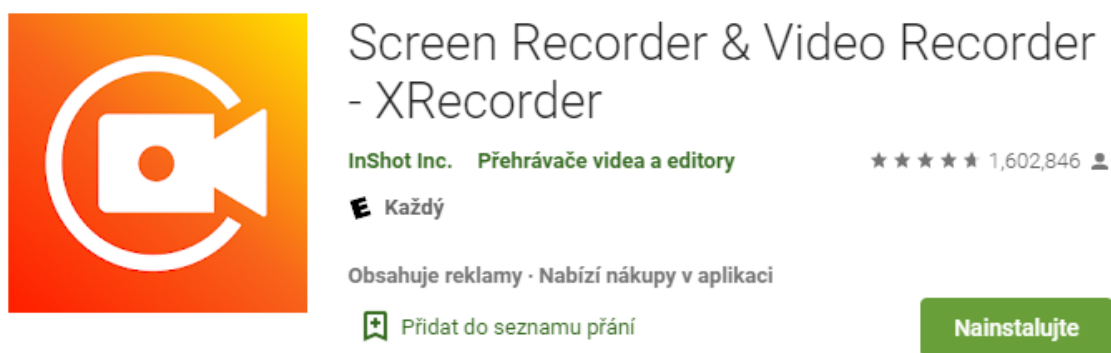 Screen Recorder & Video Recorder
- XRecorder
InShot Inc. Přehrávače videa a editory 1,602,846
E Každý
Obsahuje reklamy · Nabízí nákupy v aplikaci
Přidat do seznamu přání
Nainstalujte